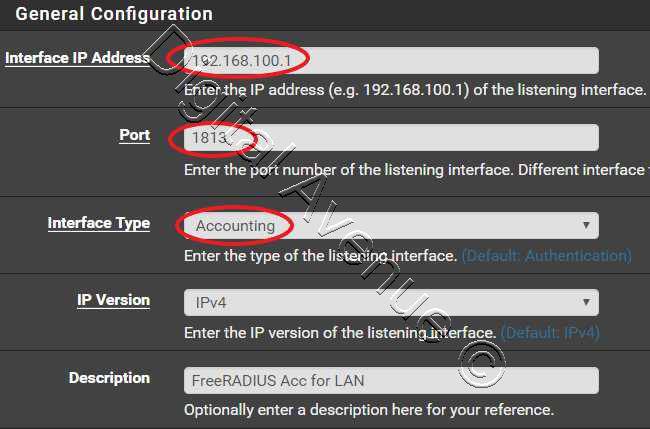 General Configuration
Interface IP Address
192.168.100.1
Enter the IP address (e.g. 192.168.100.1) of the listening interface.
Port
1813
Enter the port number of the listening interface. Different interface
Interface Type
Accounting
Enter the type of the listening interface. (Default: Authentication)
IP Version
IPv4
Enter the IP version of the listening interface. (Default: IPv4)
Description
FreeRADIUS Acc for LAN
Optionally enter a description here for your reference.
Digital Avenue ©